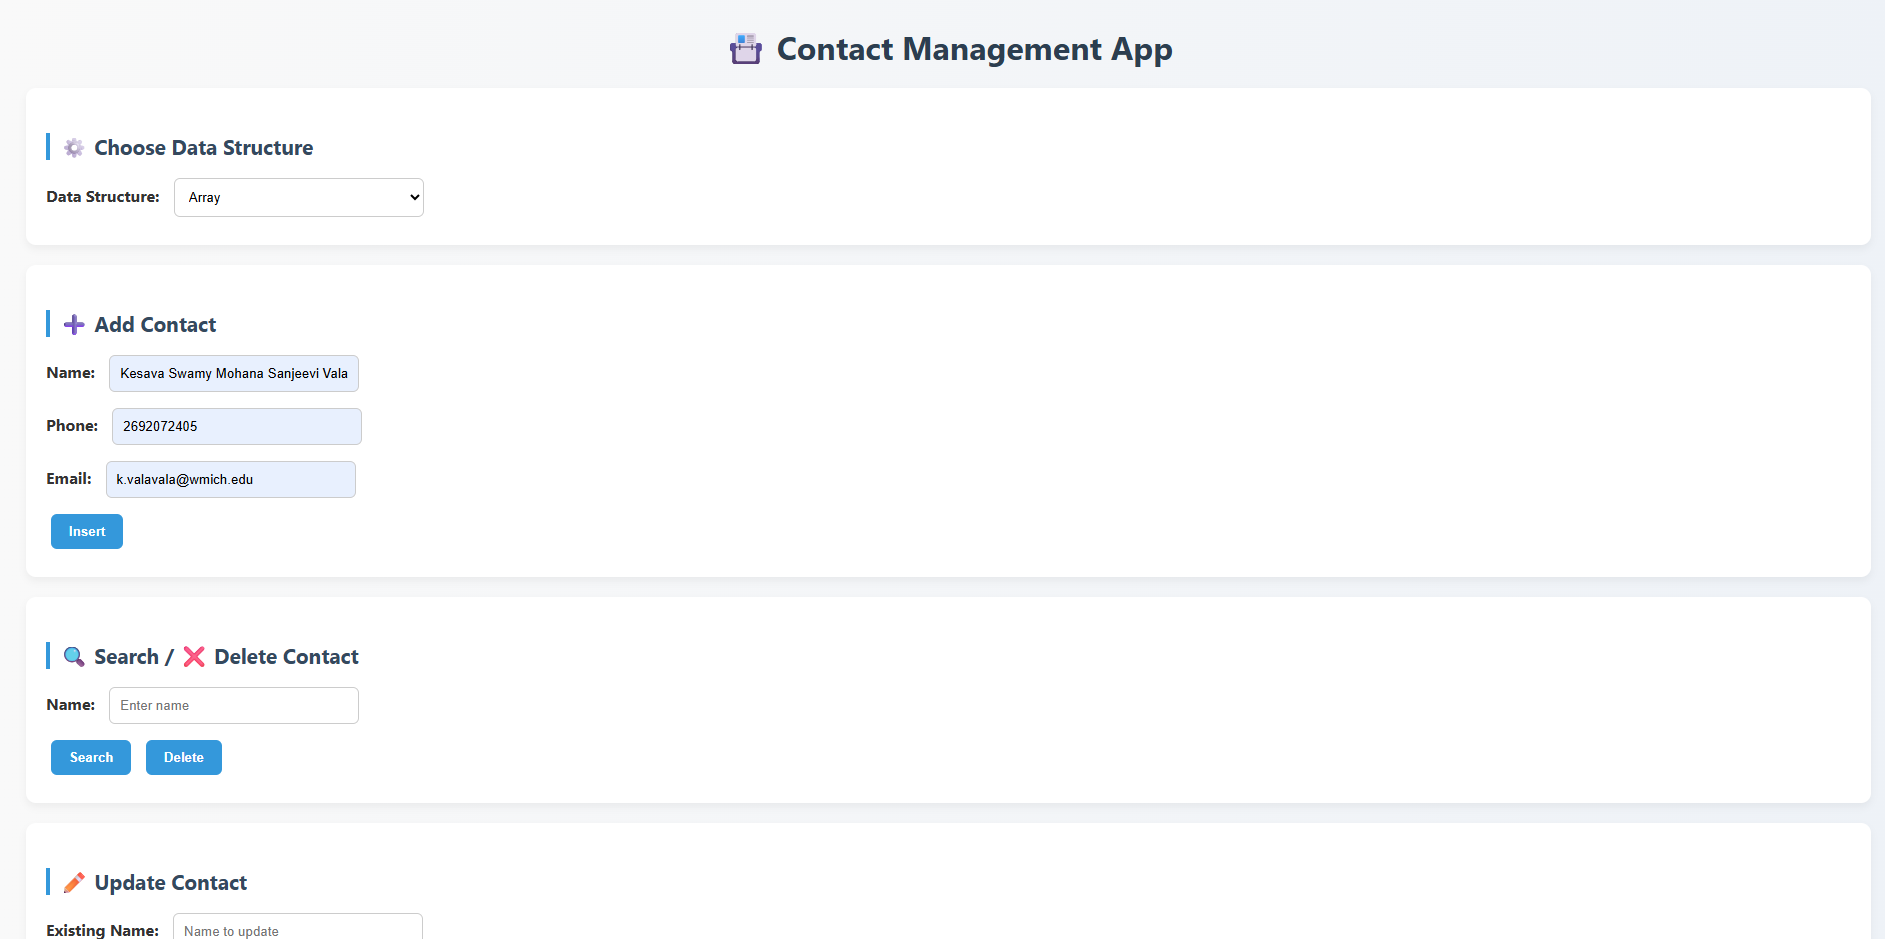 Contact Management App
Choose Data Structure
Data Structure: Array
Add Contact
Name: Kesava Swamy Mohana Sanjeevi Vala
Phone: 2692072405
Email: k.valavala@wmich.edu
Insert
Search / Delete Contact
Name: Enter name
Search Delete
Update Contact
Existing Name: Name to update